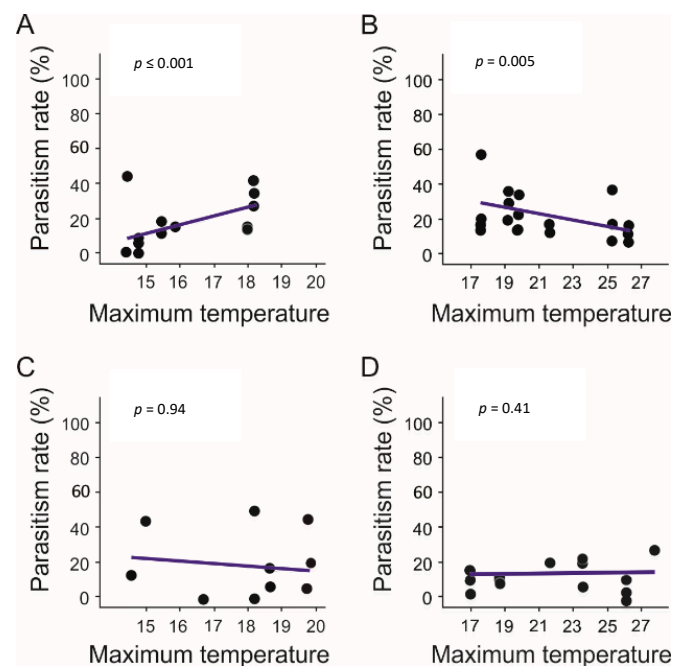 A
p ≤ 0.001
Parasitism rate (%)
100
80
60
40
20
0
15 16 17 18 19 20
Maximum temperature
B
p = 0.005
Parasitism rate (%)
100
80
60
40
20
0
17 19 21 23 25 27
Maximum temperature
C
p = 0.94
Parasitism rate (%)
100
80
60
40
20
0
15 16 17 18 19 20
Maximum temperature
D
p = 0.41
Parasitism rate (%)
100
80
60
40
20
0
17 19 21 23 25 27
Maximum temperature